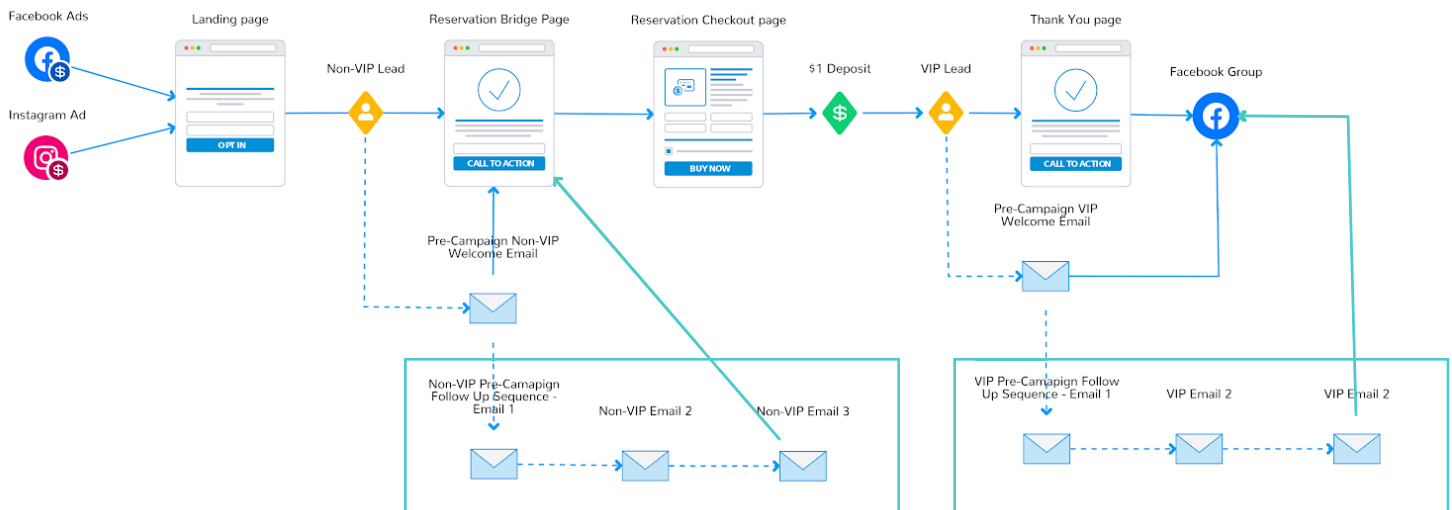 Facebook Ads
Landing page
Reservation Bridge Page
Reservation Checkout page
Thank You page
Non-VIP Lead
$1 Deposit
VIP Lead
Facebook Group
Instagram Ad
$
$
$
OPT IN
CALL TO ACTION
BUY NOW
CALL TO ACTION
Pre-Campaign Non-VIP
Welcome Email
Pre-Campaign VIP
Welcome Email
Non-VIP Pre-Camapign
Follow Up Sequence -
Email 1
Non-VIP Email 2
Non-VIP Email 3
VIP Pre-Camapign Follow
Up Sequence - Email 1
VIP Email 2
VIP Email 2